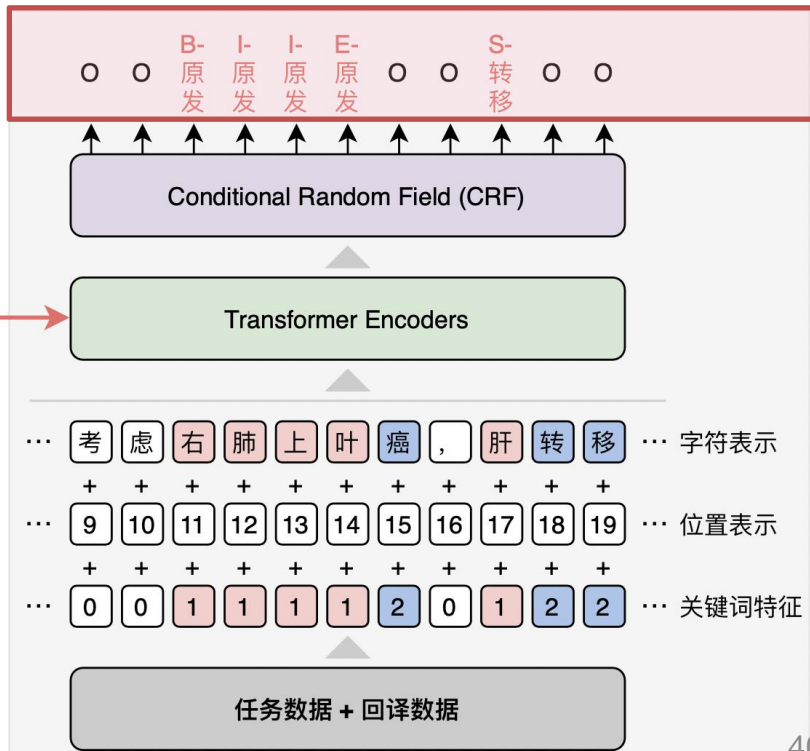 O O B-原发 I-原发 I-原发 E-原发 O O S-转移 O O
Conditional Random Field (CRF)
Transformer Encoders
… 考 虑 右 肺 上 叶 癌 ， 肝 转 移 … 字符表示
+ + + + + + + + + + +
… 9 10 11 12 13 14 15 16 17 18 19 … 位置表示
+ + + + + + + + + + +
… 0 0 1 1 1 1 2 0 1 2 2 … 关键词特征
任务数据 + 回译数据